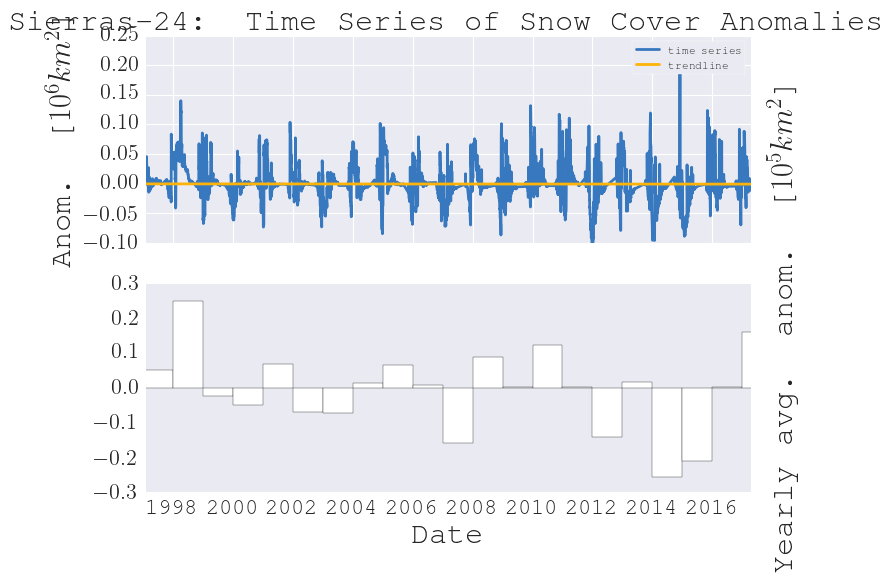 Sierras−24: Time Series of Snow Cover Anomalies
Anom. [10^6 km^2]
0.25
0.20
0.15
0.10
0.05
0.00
−0.05
−0.10
time series
trendline
0.3
0.2
0.1
0.0
−0.1
−0.2
−0.3
Yearly avg. anom. [10^5 km^2]
1998 2000 2002 2004 2006 2008 2010 2012 2014 2016
Date